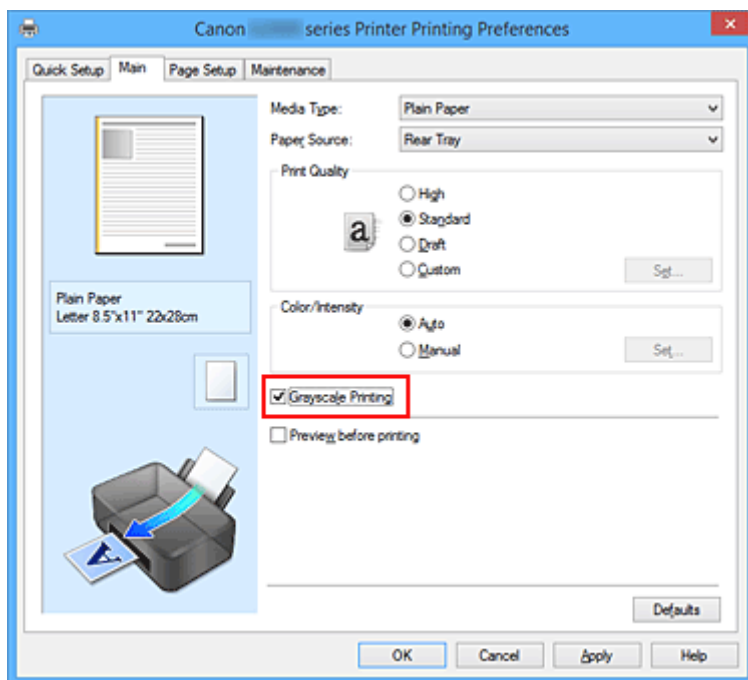 Canon series Printer Printing Preferences
Quick Setup Main Page Setup Maintenance
Media Type: Plain Paper
Paper Source: Rear Tray
Print Quality
High
a Standard
Draft
Custom Set...
Plain Paper
Letter 8.5"x11" 22x28cm
Color/Intensity
Auto
Manual Set...
Grayscale Printing
Preview before printing
A
Defaults
OK Cancel Apply Help